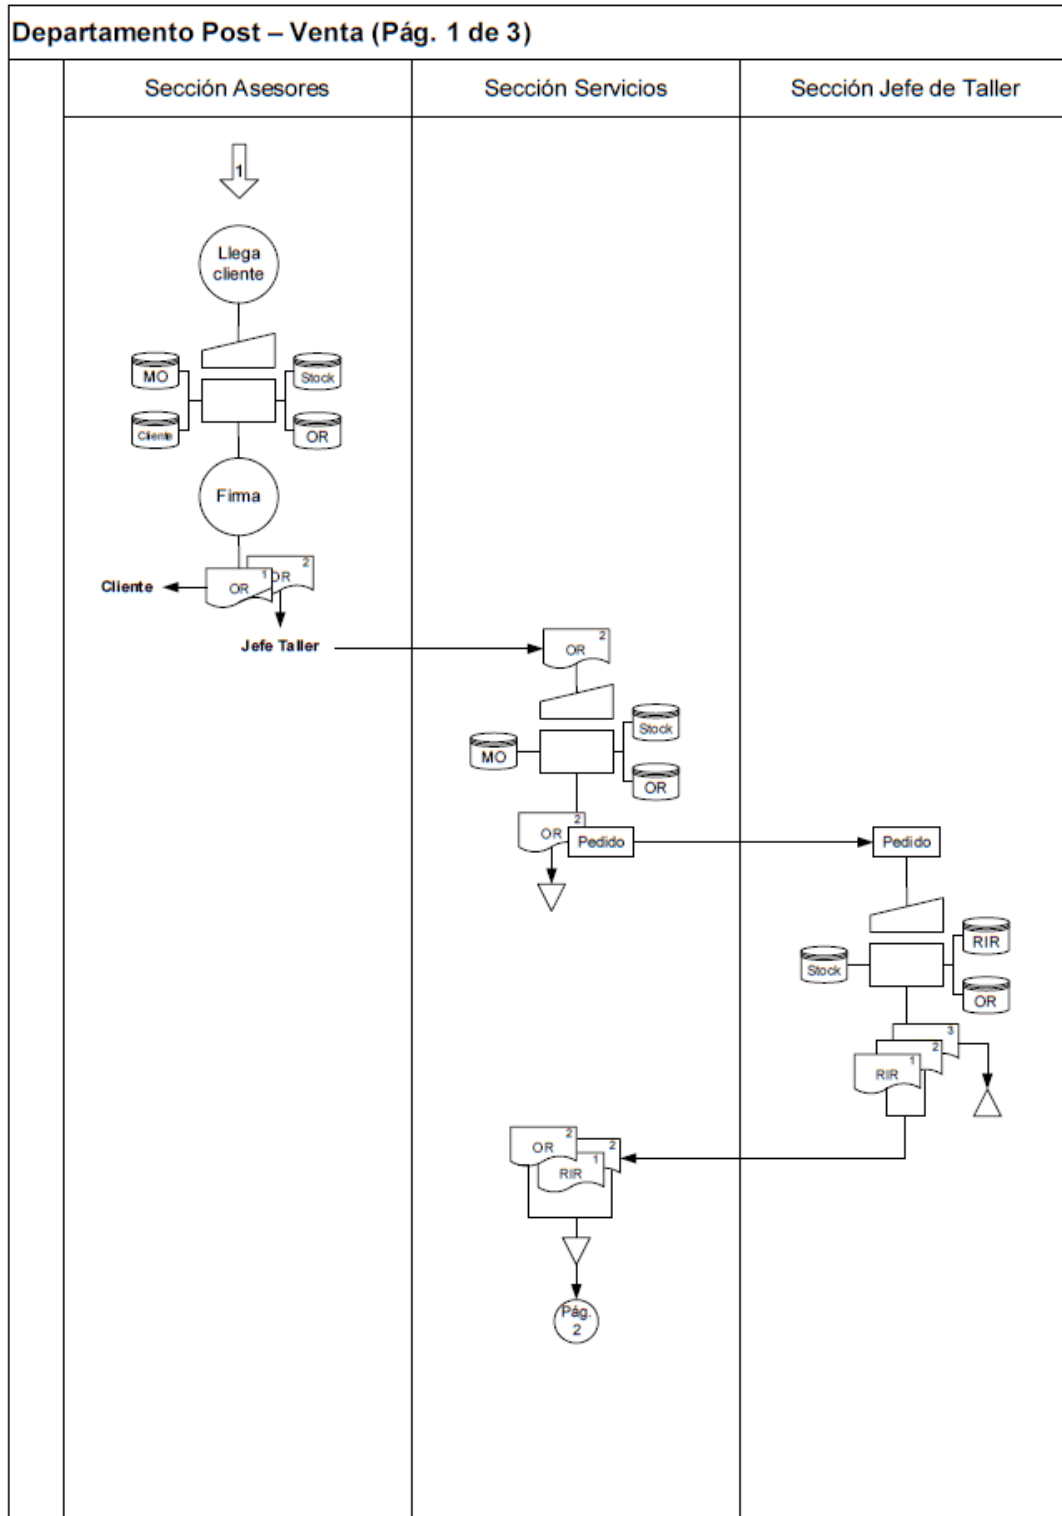 Departamento Post – Venta (Pág. 1 de 3)
Sección Asesores
Sección Servicios
Sección Jefe de Taller
1
Llega
cliente
MO
Stock
Cliente
OR
Firma
2
OR
1
OR
Cliente
Jefe Taller
2
OR
Stock
MO
OR
2
OR
Pedido
Pedido
RIR
Stock
OR
3
2
1
RIR
2
OR
2
1
RIR
Pág.
2